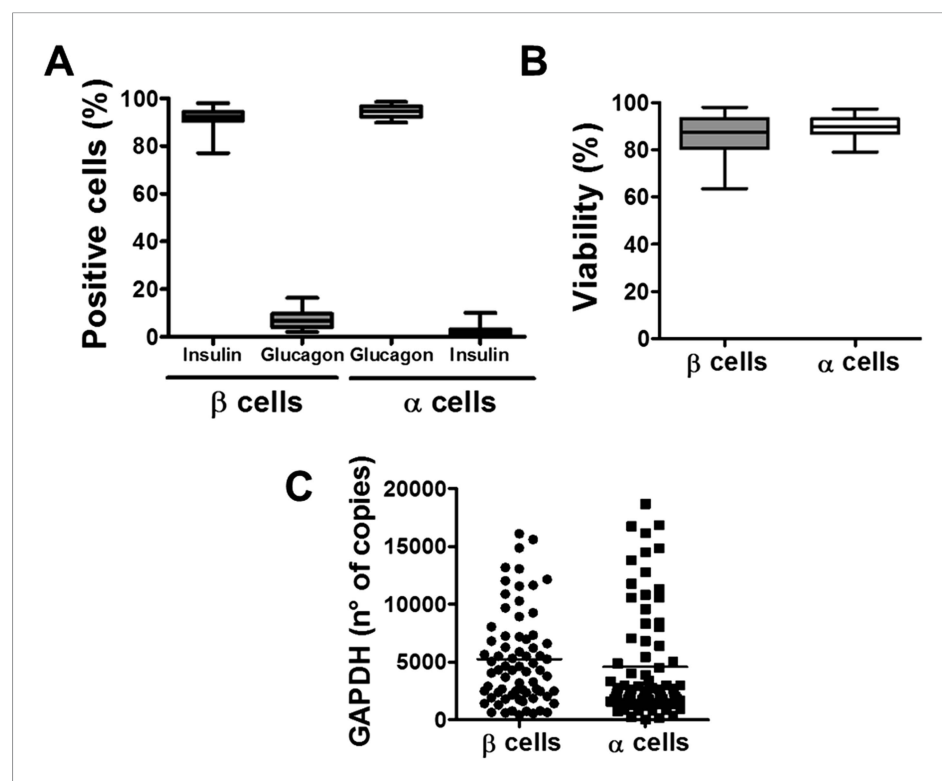 A
Positive cells (%)
100
80
60
40
20
0
Insulin Glucagon Glucagon Insulin
β cells α cells
B
Viability (%)
100
80
60
40
20
0
β cells α cells
C
GAPDH (n° of copies)
20000
15000
10000
5000
0
β cells α cells